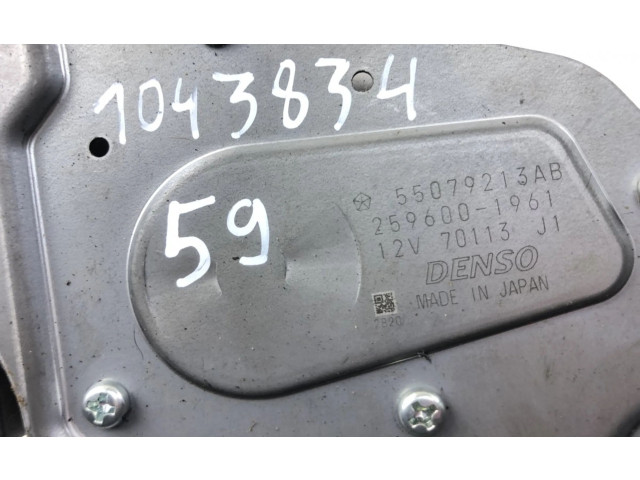 1043834
59
55079213AB
259600-1961
12V 70113 J1
DENSO
MADE IN JAPAN